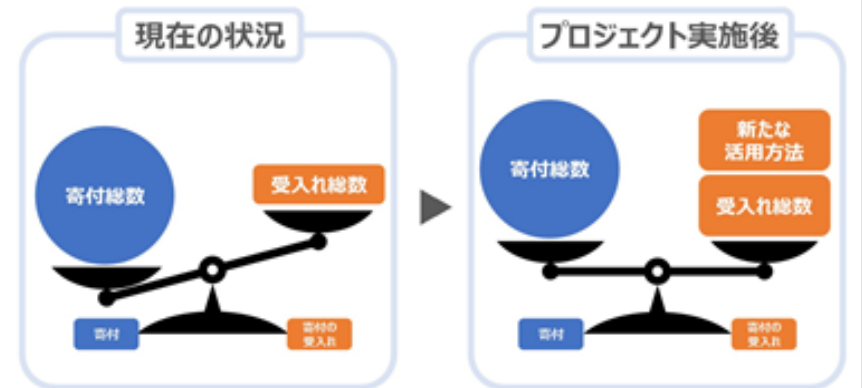 現在の状況
寄付総数
受入れ総数
寄付
寄付の
受入れ
プロジェクト実施後
寄付総数
新たな
活用方法
受入れ総数
寄付
寄付の
受入れ